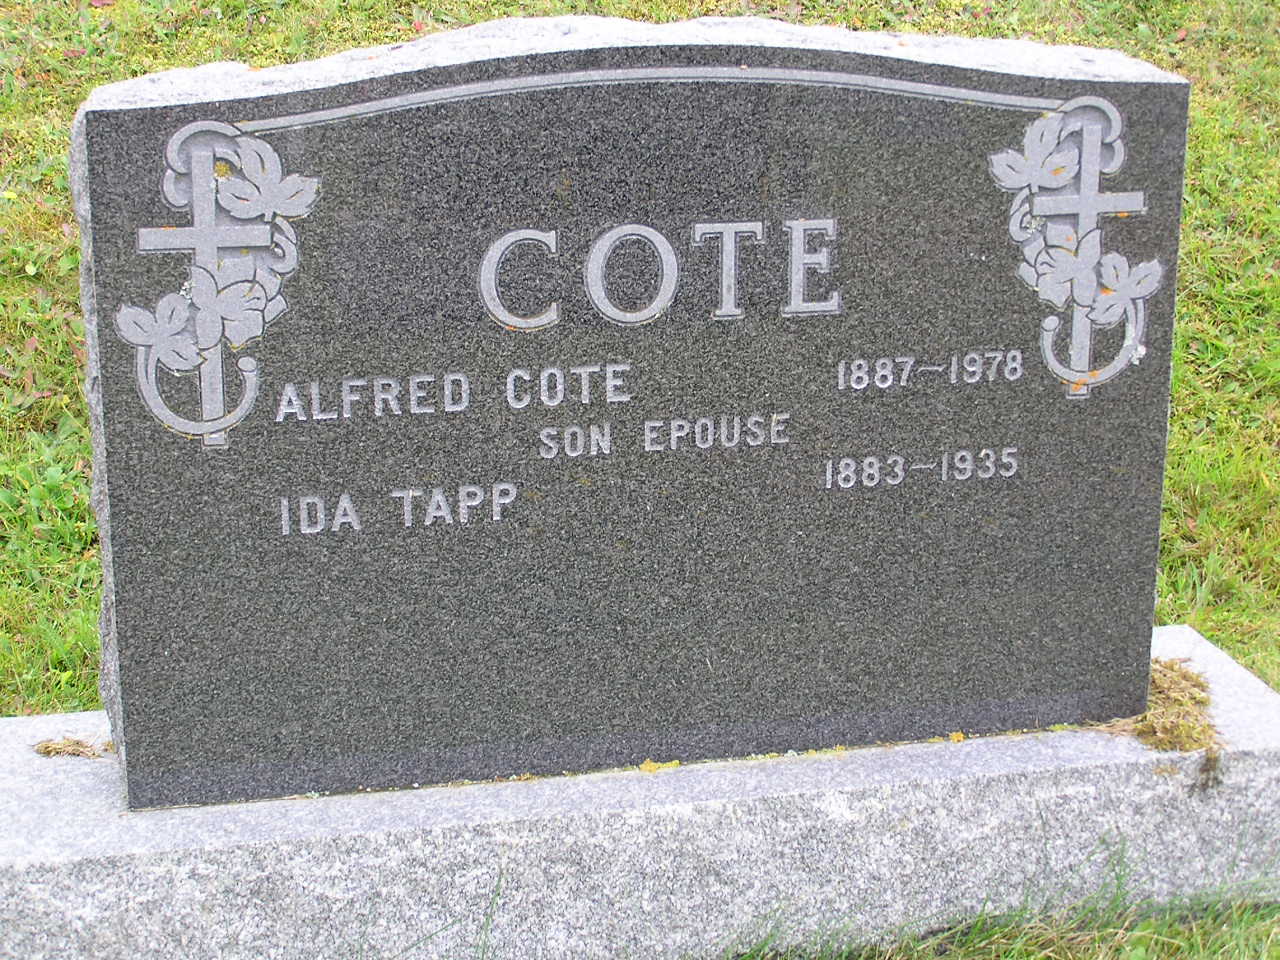 COTE
ALFRED COTE 1887-1978
SON EPOUSE
IDA TAPP 1883-1935